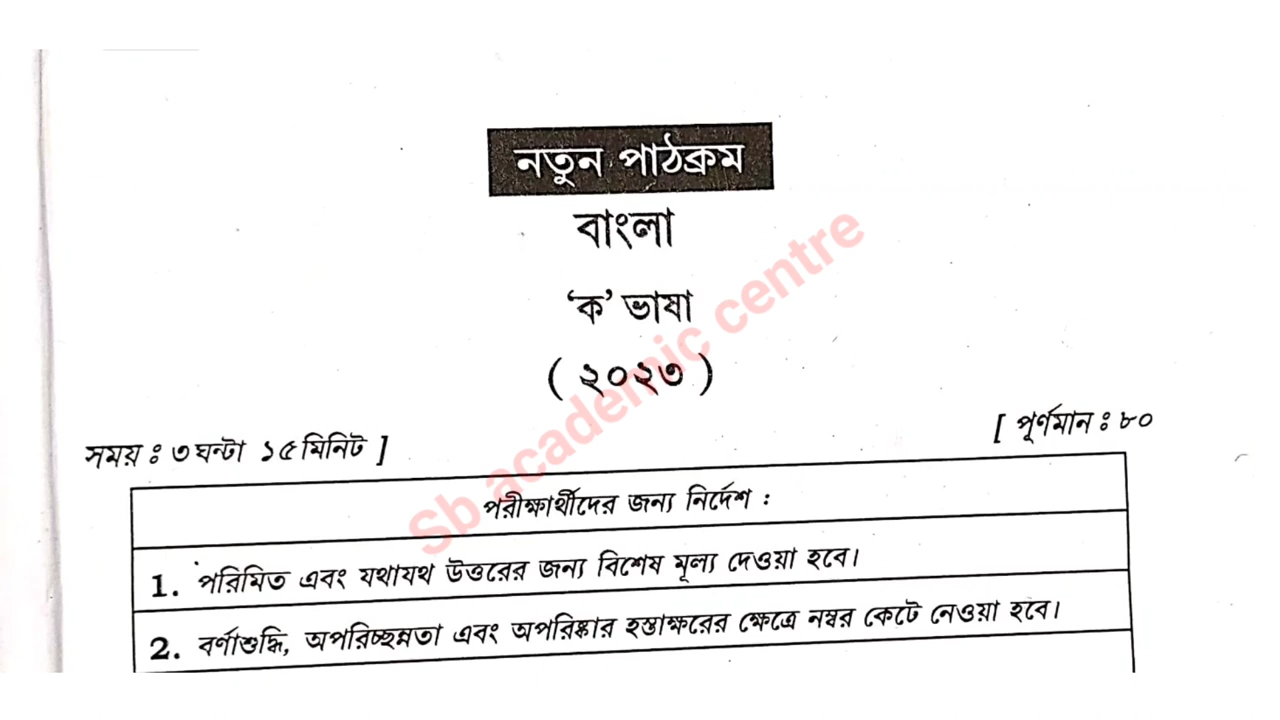 নতুন পাঠক্রম
বাংলা
‘ক’ ভাষা
( ২০২৩ )
সময় : ৩ ঘন্টা ১৫ মিনিট ]
[ পূর্ণমান : ৮০
পরীক্ষার্থীদের জন্য নির্দেশ :
1. পরিমিত এবং যথাযথ উত্তরের জন্য বিশেষ মূল্য দেওয়া হবে।
2. বর্ণাশুদ্ধি, অপরিচ্ছন্নতা এবং অপরিষ্কার হস্তাক্ষরের ক্ষেত্রে নম্বর কেটে নেওয়া হবে।
Sb academic centre